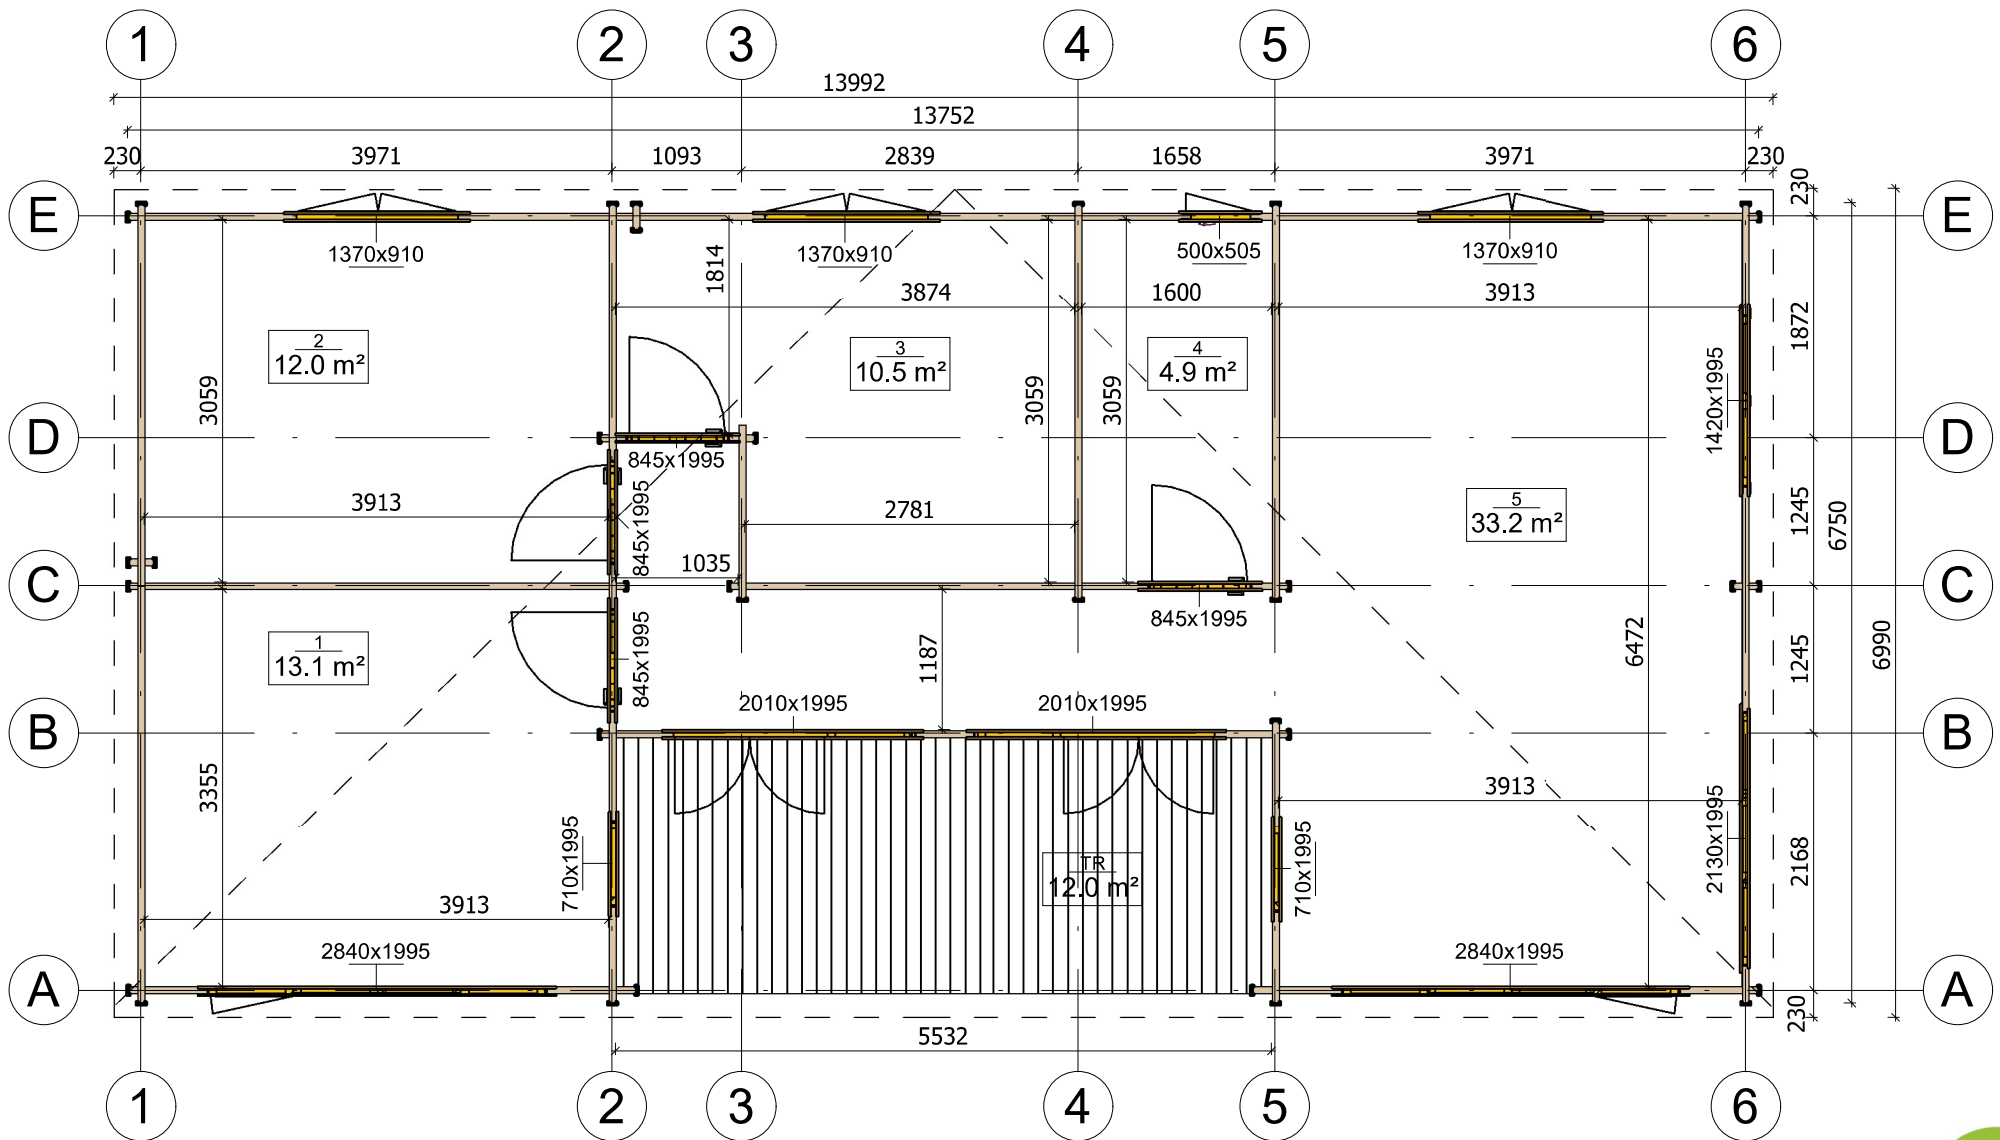 1 2 3 4 5 6
13992
13752
230 3971 1093 2839 1658 3971 230
230
E E
1370x910 1370x910 500x505 1370x910
1814
3874 1600 3913
2
12.0 m²
3
10.5 m²
4
4.9 m²
1872
3059 3059 3059
1420x1995
D D
845x1995
3913
845x1995
2781
5
33.2 m²
1245
6750
1035
C C
845x1995
1
13.1 m²
845x1995
1187
6472
1245
6990
2010x1995 2010x1995
B B
3355
3913
710x1995
TR
12.0 m²
710x1995
2130x1995
2168
3913
2840x1995 2840x1995
A A
230
5532
1 2 3 4 5 6